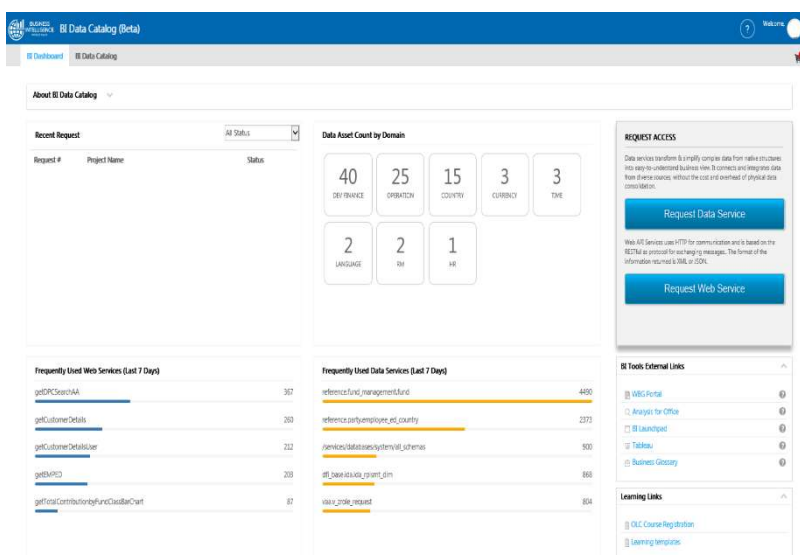 BUSINESS
INTELLIGENCE
BI Data Catalog (Beta)
?
Welcome,
BI Dashboard
BI Data Catalog
About BI Data Catalog
Recent Request
All Status
Request #
Project Name
Status
Data Asset Count by Domain
40
DEV FINANCE
25
OPERATION
15
COUNTRY
3
CURRENCY
3
TIME
2
LANGUAGE
2
RM
1
HR
REQUEST ACCESS
Data services transform & simplify complex data from native structures
into easy-to-understand business view. It connects and integrates data
from diverse sources, without the cost and overhead of physical data
consolidation.
Request Data Service
Web API Services uses HTTP for communication and is based on the
RESTful as protocol for exchanging messages. The format of the
information returned is XML or JSON.
Request Web Service
Frequently Used Web Services (Last 7 Days)
getDPCSearchAA 367
getCustomerDetails 260
getCustomerDetailsUser 212
getEMPED
getTotalContributionbyFundClassBarChart 87
Frequently Used Data Services (Last 7 Days)
reference.fund_management.fund 4490
reference.party.employee_ed_country 2373
/services/databases/system/all_schemas 900
868
804
BI Tools External Links
WBG Portal
Analysis for Office
BI Launchpad
Tableau
Business Glossary
Learning Links
OLC Course Registration
Learning templates